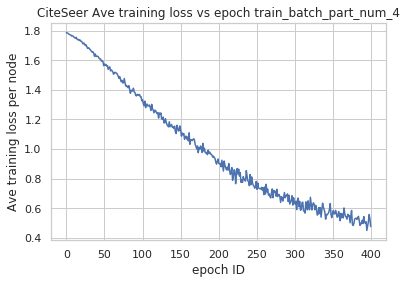 CiteSeer Ave training loss vs epoch train_batch_part_num_4
1.8
1.6
1.4
1.2
1.0
0.8
0.6
0.4
Ave training loss per node
0 50 100 150 200 250 300 350 400
epoch ID